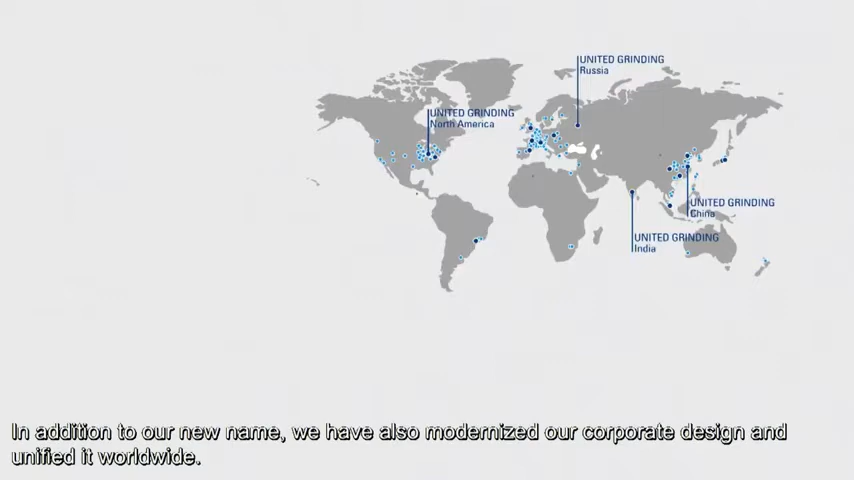 UNITED GRINDING
Russia
UNITED GRINDING
North America
UNITED GRINDING
China
UNITED GRINDING
India
In addition to our new name, we have also modernized our corporate design and
unified it worldwide.